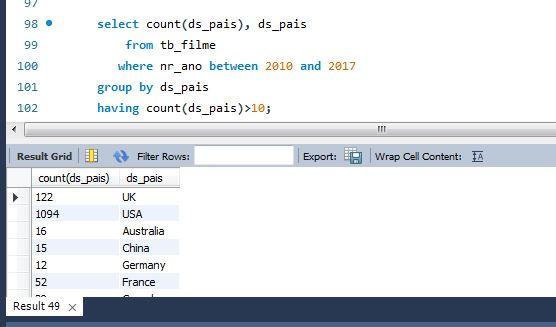 98 select count(ds_pais), ds_pais
99 from tb_filme
100 where nr_ano between 2010 and 2017
101 group by ds_pais
102 having count(ds_pais)>10;
Result Grid Filter Rows: Export: Wrap Cell Content:
count(ds_pais) ds_pais
122 UK
1094 USA
16 Australia
15 China
12 Germany
52 France
Result 49 ×